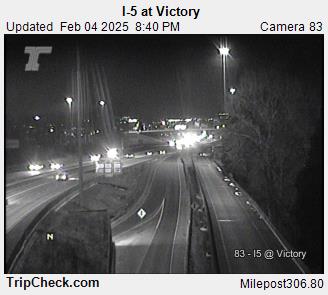 I-5 at Victory
Updated Feb 04 2025 8:40 PM Camera 83
T
N
83 - I5 @ Victory
TripCheck.com Milepost306.80